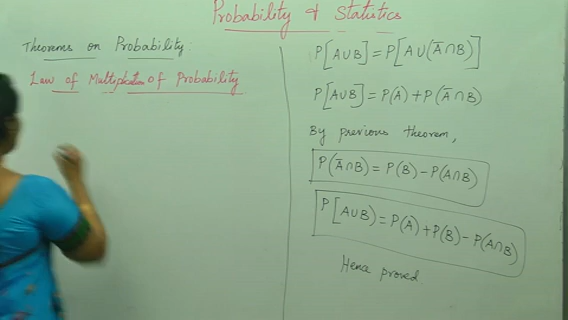 Probability & Statistics
Theorems on Probability:
Law of Multiplication of Probability
P[A∪B] = P[A∪(A̅∩B)]
P[A∪B] = P(A) + P(A̅∩B)
By previous theorem,
P(A̅∩B) = P(B) - P(A∩B)
P[A∪B) = P(A) + P(B) - P(A∩B)
Hence proved.